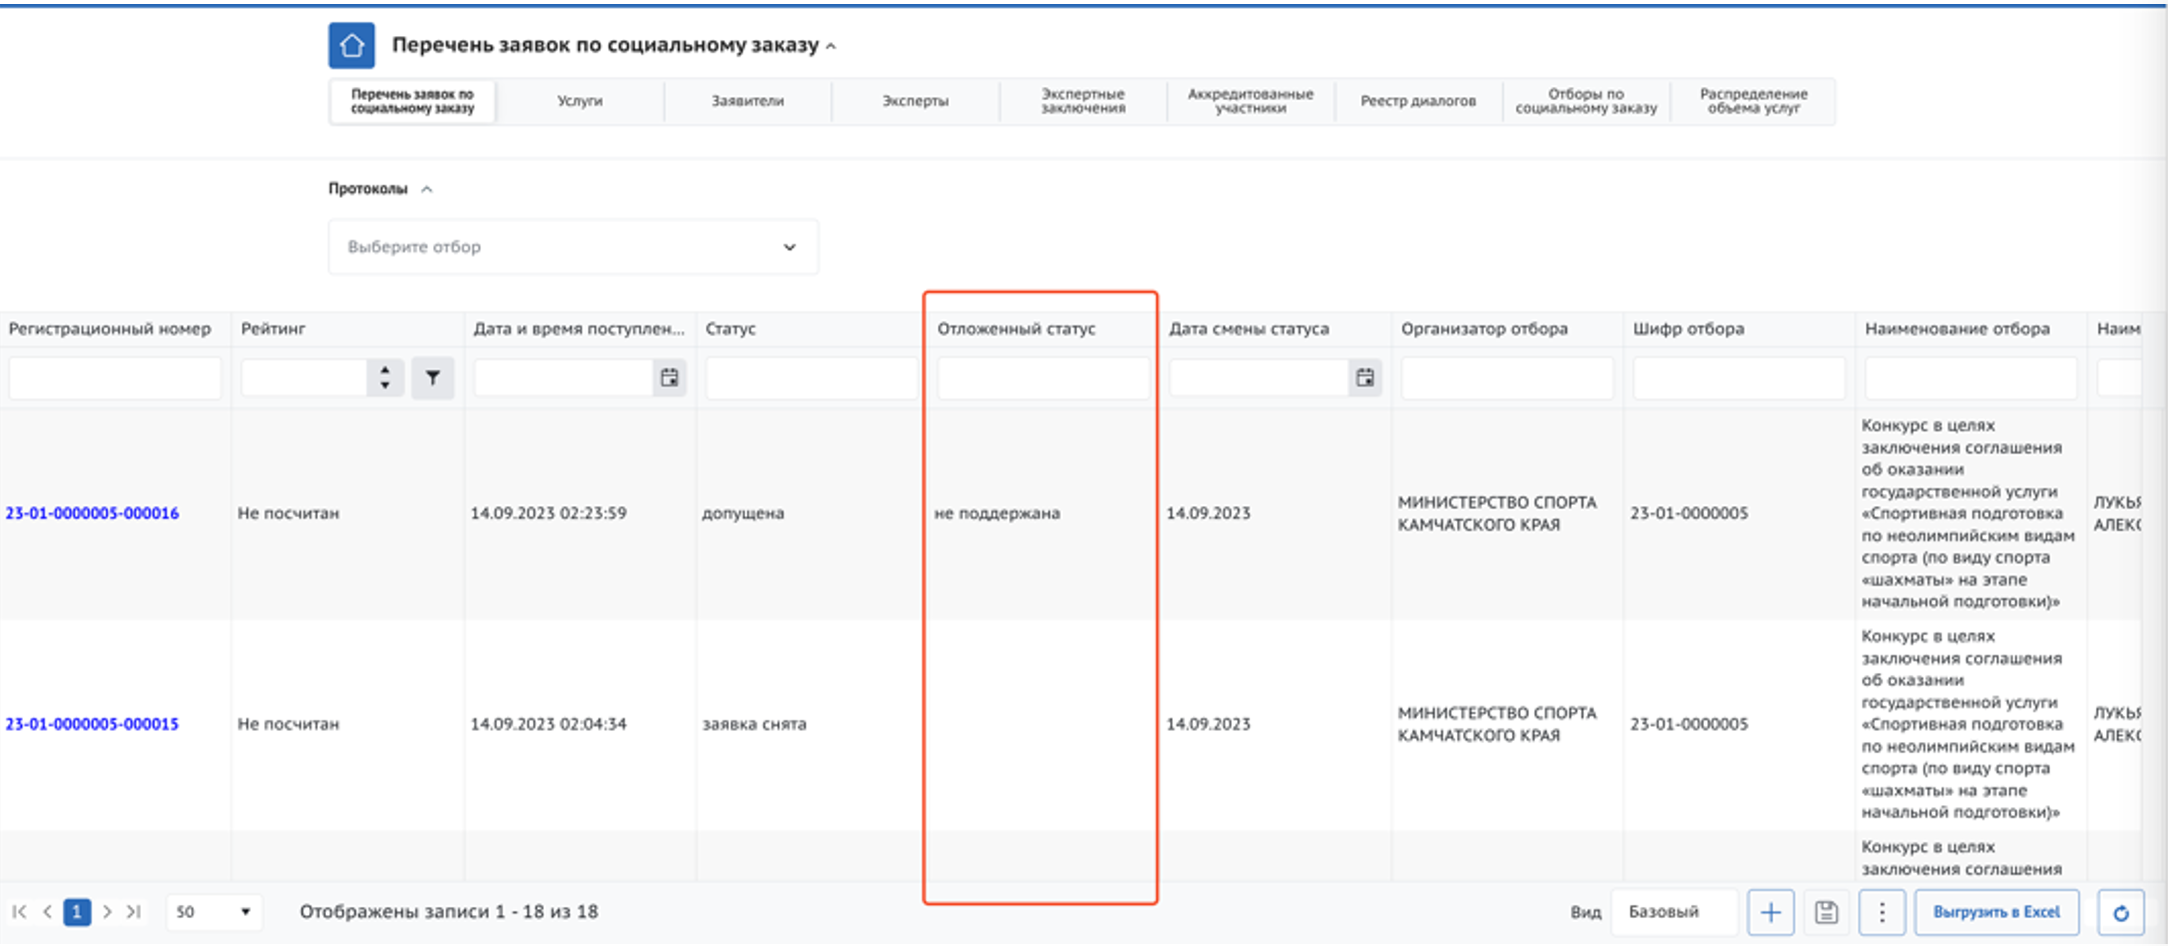 Перечень заявок по социальному заказу
Перечень заявок по
социальному заказу
Услуги
Заявители
Эксперты
Экспертные
заключения
Аккредитованные
участники
Реестр диалогов
Отборы по
социальному заказу
Распределение
объема услуг
Протоколы
Выберите отбор
Регистрационный номер
Рейтинг
Дата и время поступлен...
Статус
Отложенный статус
Дата смены статуса
Организатор отбора
Шифр отбора
Наименование отбора
Наим
23-01-0000005-000016
Не посчитан
14.09.2023 02:23:59
допущена
не поддержана
14.09.2023
МИНИСТЕРСТВО СПОРТА
КАМЧАТСКОГО КРАЯ
23-01-0000005
Конкурс в целях
заключения соглашения
об оказании
государственной услуги
«Спортивная подготовка
по неолимпийским видам
спорта (по виду спорта
«шахматы» на этапе
начальной подготовки)»
ЛУКЬЯ
АЛЕКС
23-01-0000005-000015
Не посчитан
14.09.2023 02:04:34
заявка снята
14.09.2023
МИНИСТЕРСТВО СПОРТА
КАМЧАТСКОГО КРАЯ
23-01-0000005
Конкурс в целях
заключения соглашения
об оказании
государственной услуги
«Спортивная подготовка
по неолимпийским видам
спорта (по виду спорта
«шахматы» на этапе
начальной подготовки)»
ЛУКЬЯ
АЛЕКС
Конкурс в целях
заключения соглашения
1
50
Отображены записи 1 - 18 из 18
Вид
Базовый
Выгрузить в Excel